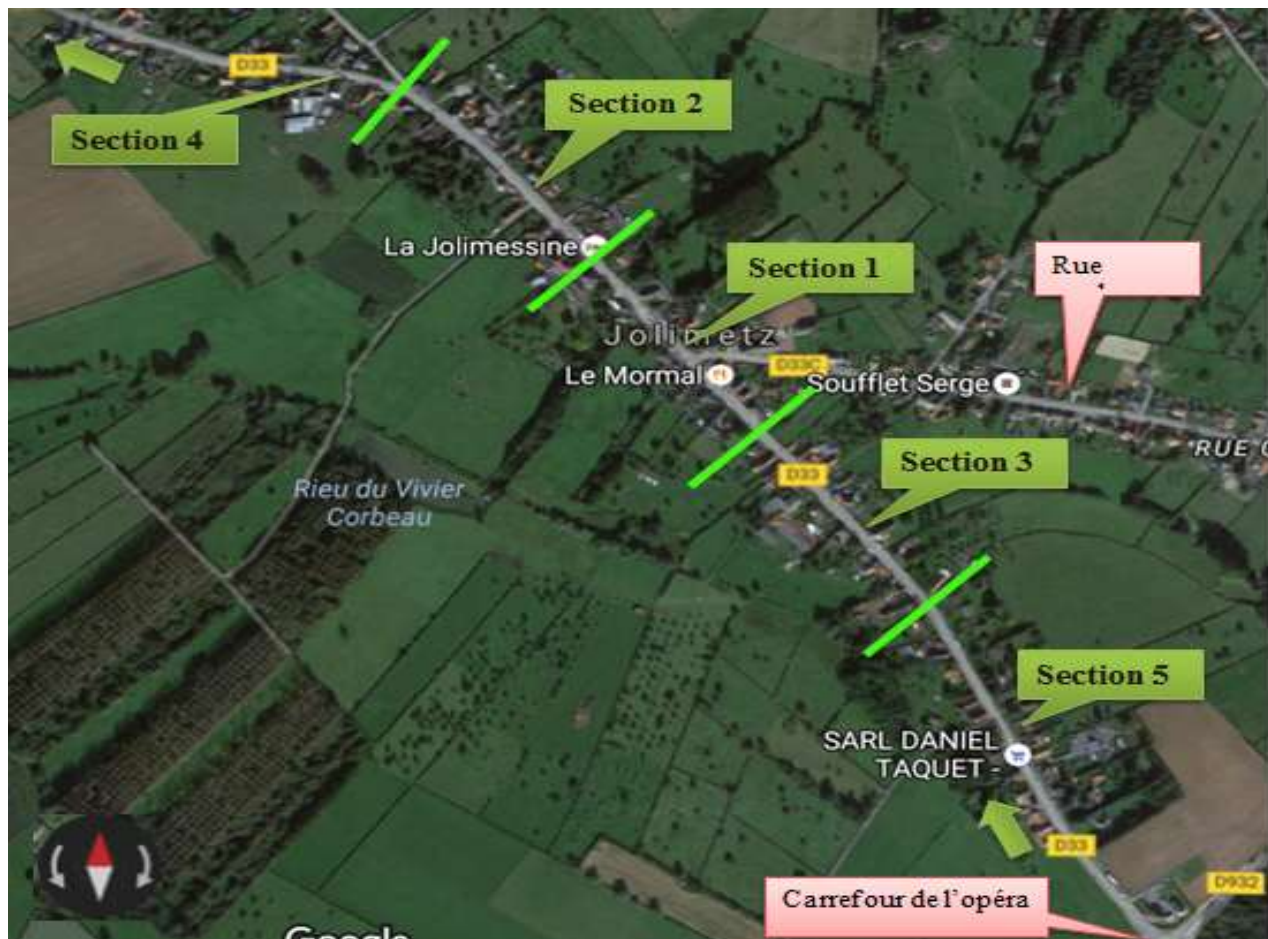 D33
Section 2
Section 4
La Jolimessine
Section 1
Rue
Jolimetz
D33C
Le Mormal
Soufflet Serge
RUE
Section 3
D33
Rieu du Vivier
Corbeau
Section 5
SARL DANIEL
TAQUET -
D33
D932
Carrefour de l'opéra
Google